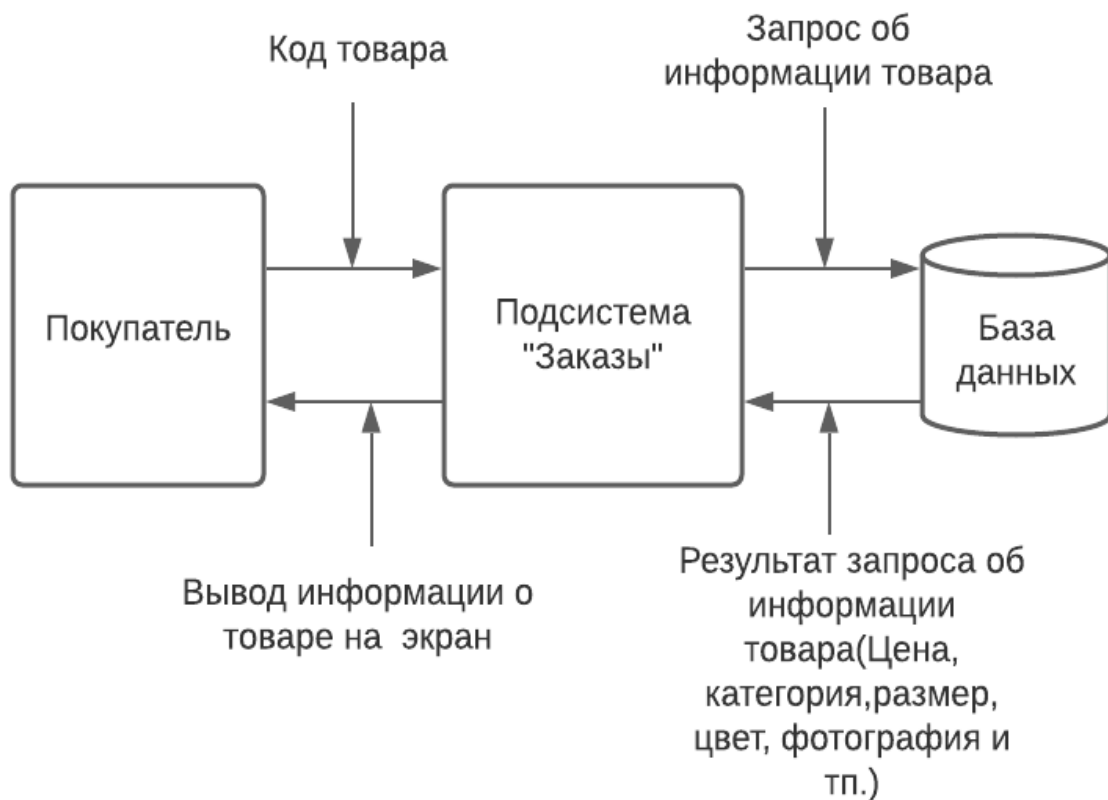 Код товара
Запрос об
информации товара
Покупатель
Подсистема
"Заказы"
База
данных
Вывод информации о
товаре на экран
Результат запроса об
информации
товара(Цена,
категория,размер,
цвет, фотография и
тп.)